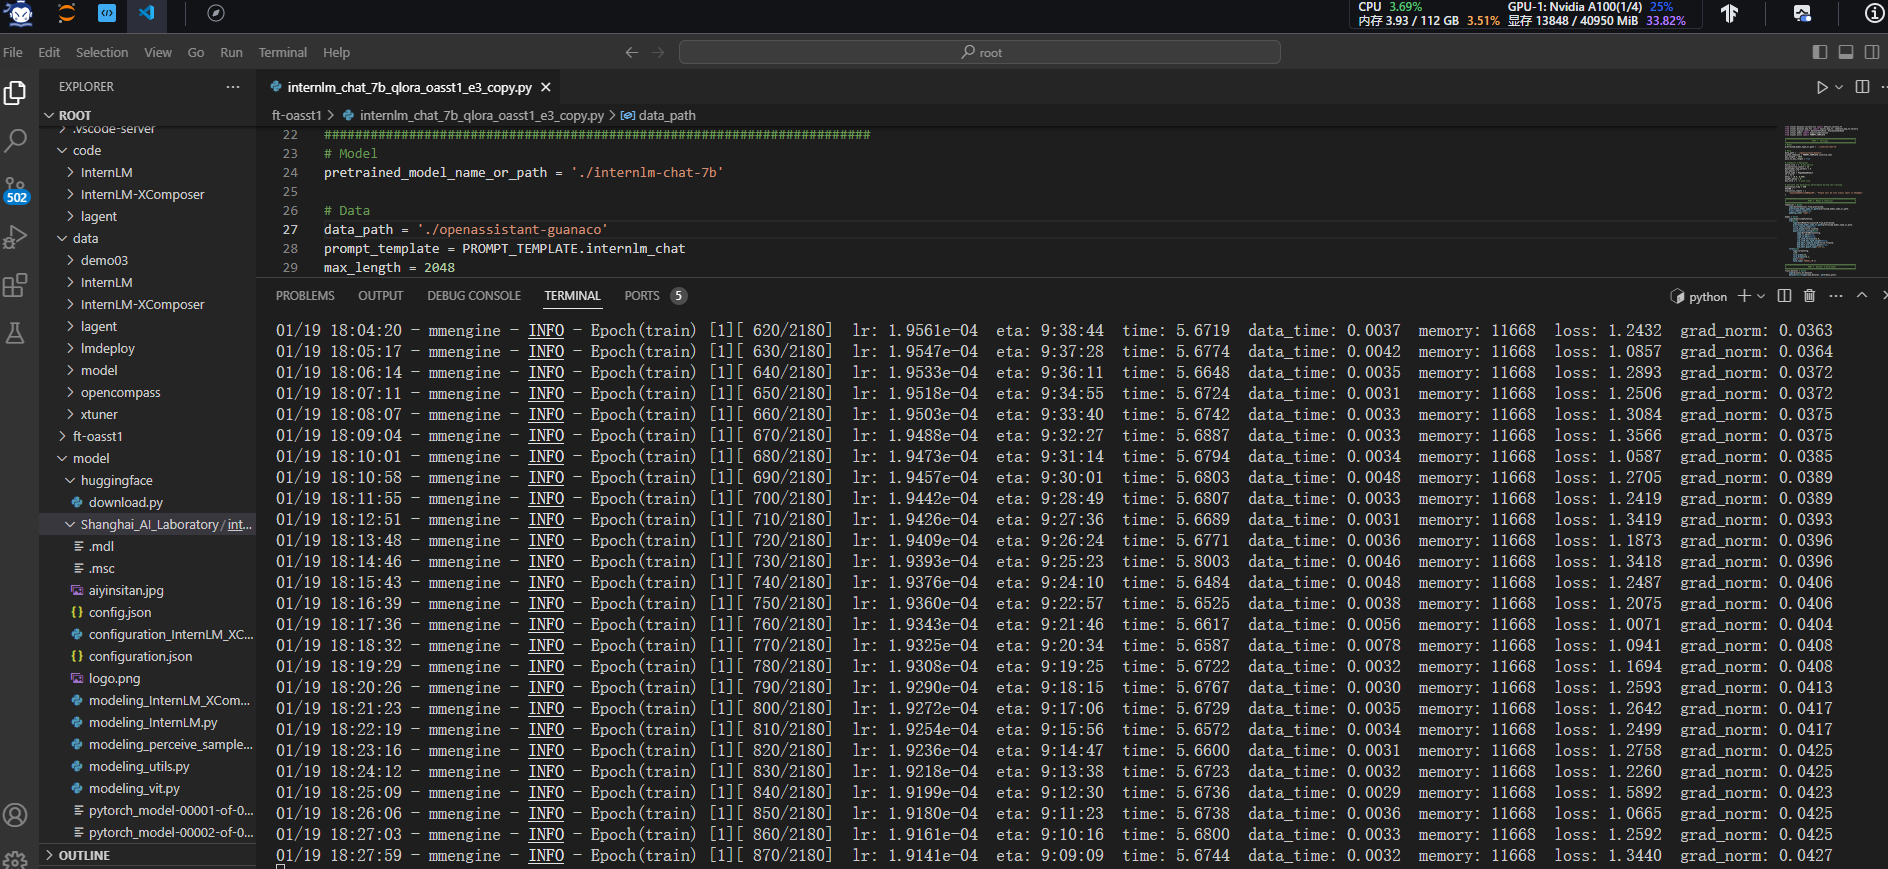 CPU 3.69% GPU-1: Nvidia A100(1/4) 25%
内存 3.93 / 112 GB 3.51% 显存 13848 / 40950 MiB 33.82%
File Edit Selection View Go Run Terminal Help
root
EXPLORER
internlm_chat_7b_qlora_oasst1_e3_copy.py
ROOT
ft-oasst1 > internlm_chat_7b_qlora_oasst1_e3_copy.py > data_path
.vscode-server
code
InternLM
InternLM-XComposer
lagent
data
demo03
InternLM
InternLM-XComposer
lagent
lmdeploy
model
opencompass
xtuner
ft-oasst1
model
huggingface
download.py
Shanghai_AI_Laboratory/int...
.mdl
.msc
aiyinsitan.jpg
config.json
configuration_InternLM_XC...
configuration.json
logo.png
modeling_InternLM_XCom...
modeling_InternLM.py
modeling_perceive_sample...
modeling_utils.py
modeling_vit.py
pytorch_model-00001-of-0...
pytorch_model-00002-of-0...
OUTLINE
502
22 #######################################################################
23 # Model
24 pretrained_model_name_or_path = './internlm-chat-7b'
25
26 # Data
27 data_path = './openassistant-guanaco'
28 prompt_template = PROMPT_TEMPLATE.internlm_chat
29 max_length = 2048
PROBLEMS OUTPUT DEBUG CONSOLE TERMINAL PORTS 5
python
01/19 18:04:20 - mmengine - INFO - Epoch(train) [1][ 620/2180] lr: 1.9561e-04 eta: 9:38:44 time: 5.6719 data_time: 0.0037 memory: 11668 loss: 1.2432 grad_norm: 0.0363
01/19 18:05:17 - mmengine - INFO - Epoch(train) [1][ 630/2180] lr: 1.9547e-04 eta: 9:37:28 time: 5.6774 data_time: 0.0042 memory: 11668 loss: 1.0857 grad_norm: 0.0364
01/19 18:06:14 - mmengine - INFO - Epoch(train) [1][ 640/2180] lr: 1.9533e-04 eta: 9:36:11 time: 5.6648 data_time: 0.0035 memory: 11668 loss: 1.2893 grad_norm: 0.0372
01/19 18:07:11 - mmengine - INFO - Epoch(train) [1][ 650/2180] lr: 1.9518e-04 eta: 9:34:55 time: 5.6724 data_time: 0.0031 memory: 11668 loss: 1.2506 grad_norm: 0.0372
01/19 18:08:07 - mmengine - INFO - Epoch(train) [1][ 660/2180] lr: 1.9503e-04 eta: 9:33:40 time: 5.6742 data_time: 0.0033 memory: 11668 loss: 1.3084 grad_norm: 0.0375
01/19 18:09:04 - mmengine - INFO - Epoch(train) [1][ 670/2180] lr: 1.9488e-04 eta: 9:32:27 time: 5.6887 data_time: 0.0033 memory: 11668 loss: 1.3566 grad_norm: 0.0375
01/19 18:10:01 - mmengine - INFO - Epoch(train) [1][ 680/2180] lr: 1.9473e-04 eta: 9:31:14 time: 5.6794 data_time: 0.0034 memory: 11668 loss: 1.0587 grad_norm: 0.0385
01/19 18:10:58 - mmengine - INFO - Epoch(train) [1][ 690/2180] lr: 1.9457e-04 eta: 9:30:01 time: 5.6803 data_time: 0.0048 memory: 11668 loss: 1.2705 grad_norm: 0.0389
01/19 18:11:55 - mmengine - INFO - Epoch(train) [1][ 700/2180] lr: 1.9442e-04 eta: 9:28:49 time: 5.6807 data_time: 0.0033 memory: 11668 loss: 1.2419 grad_norm: 0.0389
01/19 18:12:51 - mmengine - INFO - Epoch(train) [1][ 710/2180] lr: 1.9426e-04 eta: 9:27:36 time: 5.6689 data_time: 0.0031 memory: 11668 loss: 1.3419 grad_norm: 0.0393
01/19 18:13:48 - mmengine - INFO - Epoch(train) [1][ 720/2180] lr: 1.9409e-04 eta: 9:26:24 time: 5.6771 data_time: 0.0036 memory: 11668 loss: 1.1873 grad_norm: 0.0396
01/19 18:14:46 - mmengine - INFO - Epoch(train) [1][ 730/2180] lr: 1.9393e-04 eta: 9:25:23 time: 5.8003 data_time: 0.0046 memory: 11668 loss: 1.3418 grad_norm: 0.0396
01/19 18:15:43 - mmengine - INFO - Epoch(train) [1][ 740/2180] lr: 1.9376e-04 eta: 9:24:10 time: 5.6484 data_time: 0.0048 memory: 11668 loss: 1.2487 grad_norm: 0.0406
01/19 18:16:39 - mmengine - INFO - Epoch(train) [1][ 750/2180] lr: 1.9360e-04 eta: 9:22:57 time: 5.6525 data_time: 0.0038 memory: 11668 loss: 1.2075 grad_norm: 0.0406
01/19 18:17:36 - mmengine - INFO - Epoch(train) [1][ 760/2180] lr: 1.9343e-04 eta: 9:21:46 time: 5.6617 data_time: 0.0056 memory: 11668 loss: 1.0071 grad_norm: 0.0404
01/19 18:18:32 - mmengine - INFO - Epoch(train) [1][ 770/2180] lr: 1.9325e-04 eta: 9:20:34 time: 5.6587 data_time: 0.0078 memory: 11668 loss: 1.0941 grad_norm: 0.0408
01/19 18:19:29 - mmengine - INFO - Epoch(train) [1][ 780/2180] lr: 1.9308e-04 eta: 9:19:25 time: 5.6722 data_time: 0.0032 memory: 11668 loss: 1.1694 grad_norm: 0.0408
01/19 18:20:26 - mmengine - INFO - Epoch(train) [1][ 790/2180] lr: 1.9290e-04 eta: 9:18:15 time: 5.6767 data_time: 0.0030 memory: 11668 loss: 1.2593 grad_norm: 0.0413
01/19 18:21:23 - mmengine - INFO - Epoch(train) [1][ 800/2180] lr: 1.9272e-04 eta: 9:17:06 time: 5.6729 data_time: 0.0035 memory: 11668 loss: 1.2642 grad_norm: 0.0417
01/19 18:22:19 - mmengine - INFO - Epoch(train) [1][ 810/2180] lr: 1.9254e-04 eta: 9:15:56 time: 5.6572 data_time: 0.0034 memory: 11668 loss: 1.2499 grad_norm: 0.0417
01/19 18:23:16 - mmengine - INFO - Epoch(train) [1][ 820/2180] lr: 1.9236e-04 eta: 9:14:47 time: 5.6600 data_time: 0.0031 memory: 11668 loss: 1.2758 grad_norm: 0.0425
01/19 18:24:12 - mmengine - INFO - Epoch(train) [1][ 830/2180] lr: 1.9218e-04 eta: 9:13:38 time: 5.6723 data_time: 0.0032 memory: 11668 loss: 1.2260 grad_norm: 0.0425
01/19 18:25:09 - mmengine - INFO - Epoch(train) [1][ 840/2180] lr: 1.9199e-04 eta: 9:12:30 time: 5.6736 data_time: 0.0029 memory: 11668 loss: 1.5892 grad_norm: 0.0423
01/19 18:26:06 - mmengine - INFO - Epoch(train) [1][ 850/2180] lr: 1.9180e-04 eta: 9:11:23 time: 5.6738 data_time: 0.0036 memory: 11668 loss: 1.0665 grad_norm: 0.0425
01/19 18:27:03 - mmengine - INFO - Epoch(train) [1][ 860/2180] lr: 1.9161e-04 eta: 9:10:16 time: 5.6800 data_time: 0.0033 memory: 11668 loss: 1.2592 grad_norm: 0.0425
01/19 18:27:59 - mmengine - INFO - Epoch(train) [1][ 870/2180] lr: 1.9141e-04 eta: 9:09:09 time: 5.6744 data_time: 0.0032 memory: 11668 loss: 1.3440 grad_norm: 0.0427